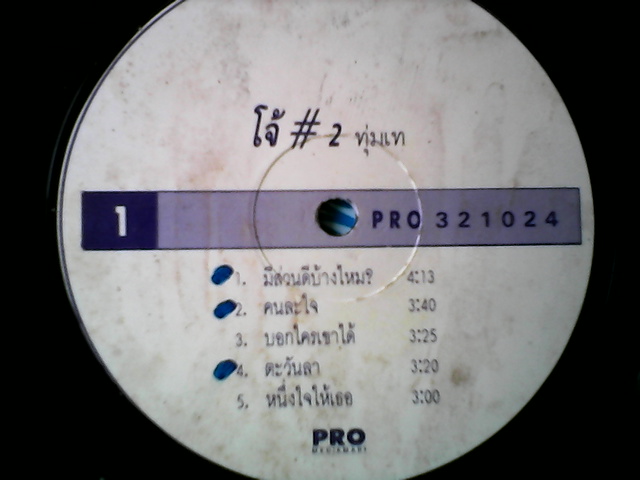 โจ้ # 2 ทุ่มเท
1 PRO 321024
1. มีส่วนดีบ้างไหม? 4:13
2. คนละใจ 3:40
3. บอกใครเขาได้ 3:25
4. ตะวันลา 3:20
5. หนึ่งใจให้เธอ 3:00
PRO
MEDIAMART